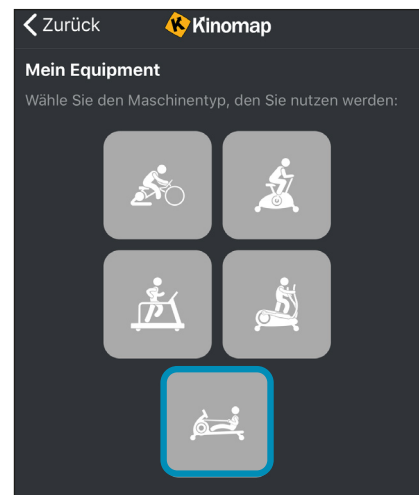 Zurück
Kinomap
Mein Equipment
Wähle Sie den Maschinentyp, den Sie nutzen werden: